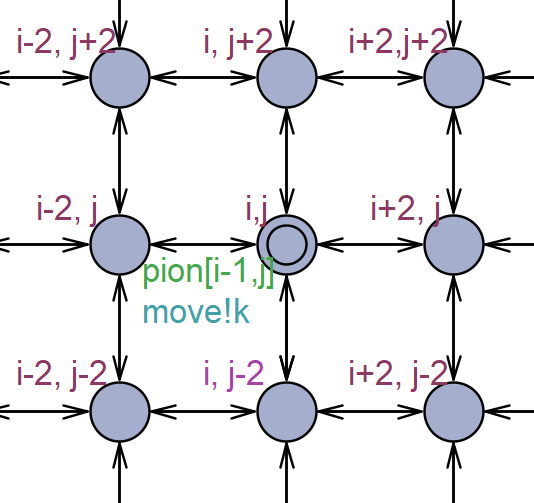 i-2, j+2
i, j+2
i+2,j+2
i-2, j
i,j
i+2, j
pion[i-1,j]
move!k
i-2, j-2
i, j-2
i+2, j-2